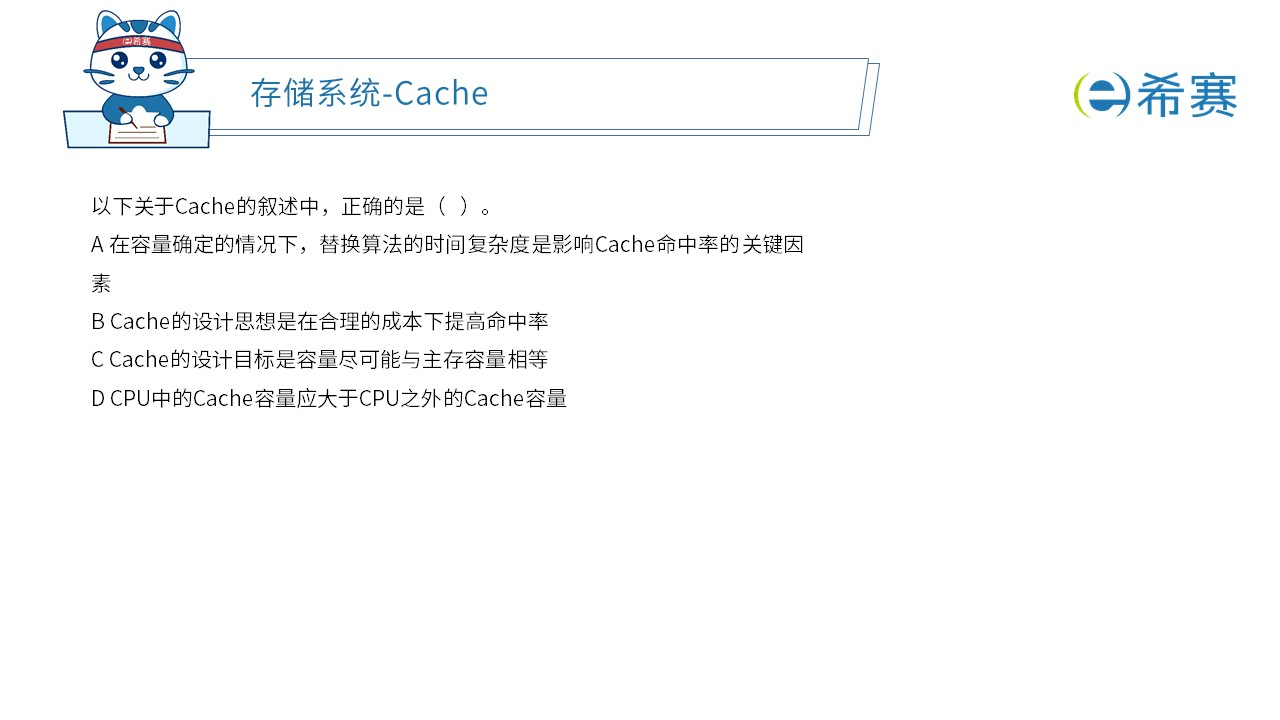 希赛
存储系统-Cache
希赛
以下关于Cache的叙述中，正确的是（ ）。
A 在容量确定的情况下，替换算法的时间复杂度是影响Cache命中率的关键因
素
B Cache的设计思想是在合理的成本下提高命中率
C Cache的设计目标是容量尽可能与主存容量相等
D CPU中的Cache容量应大于CPU之外的Cache容量